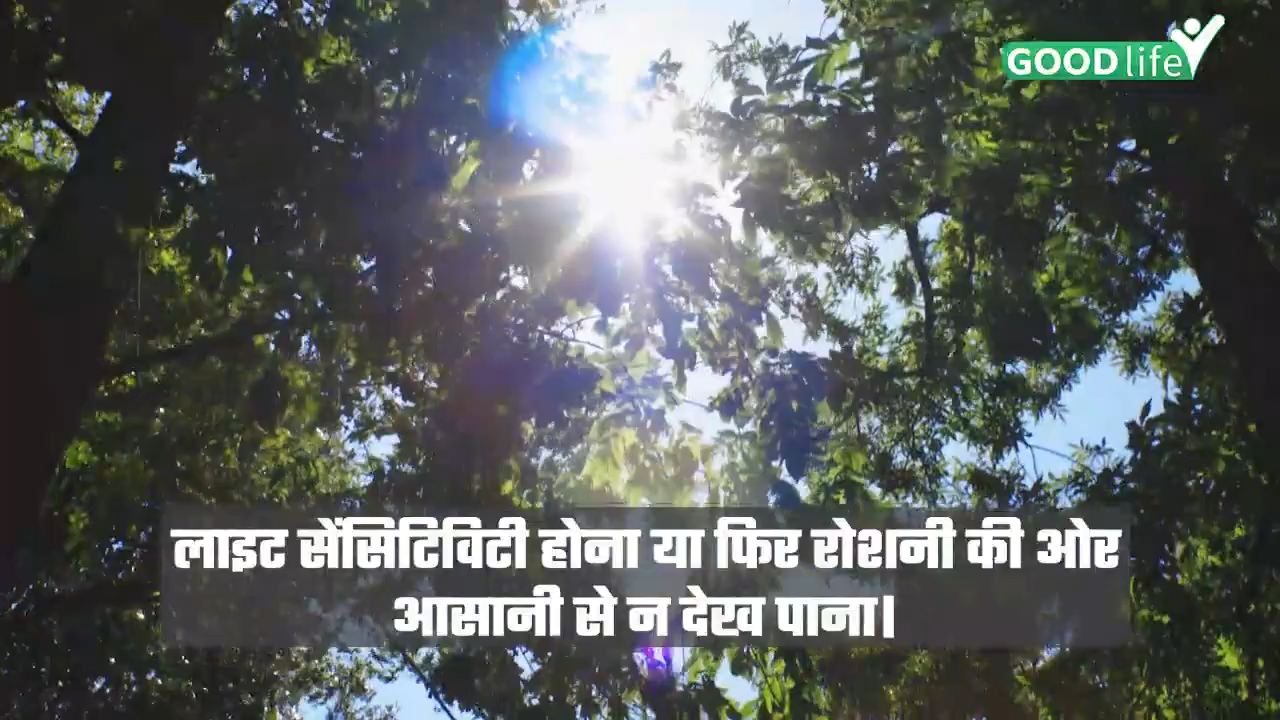 GOOD life
लाइट सेंसिटिविटी होना या फिर रोशनी की ओर
आसानी से न देख पाना।